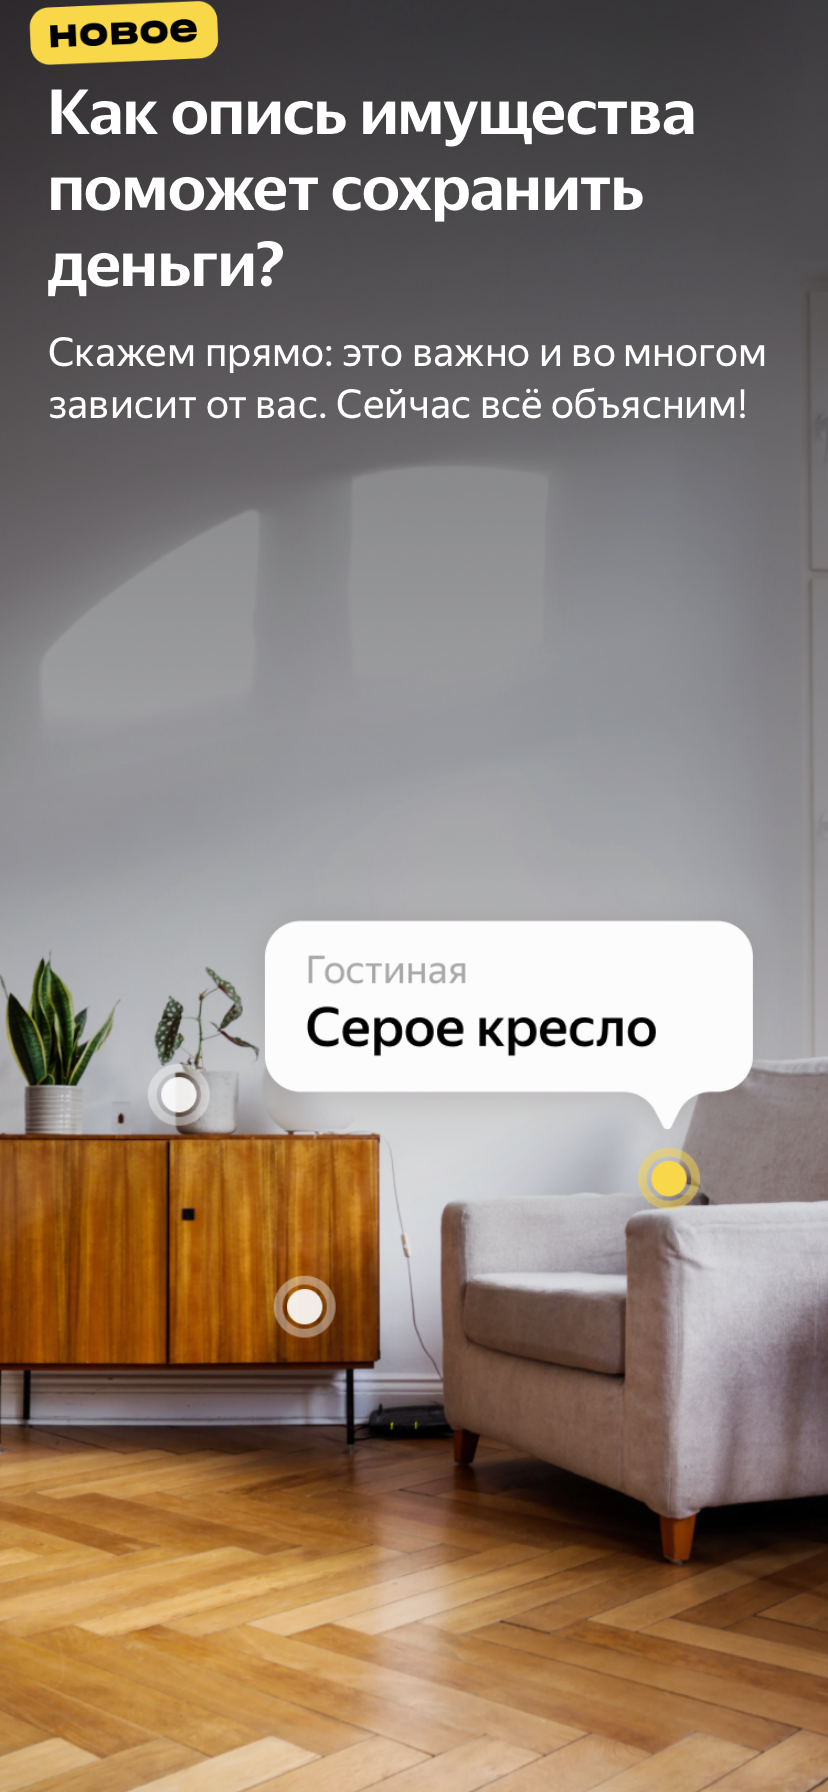 новое
Как опись имущества
поможет сохранить
деньги?
Скажем прямо: это важно и во многом
зависит от вас. Сейчас всё объясним!
Гостиная
Серое кресло